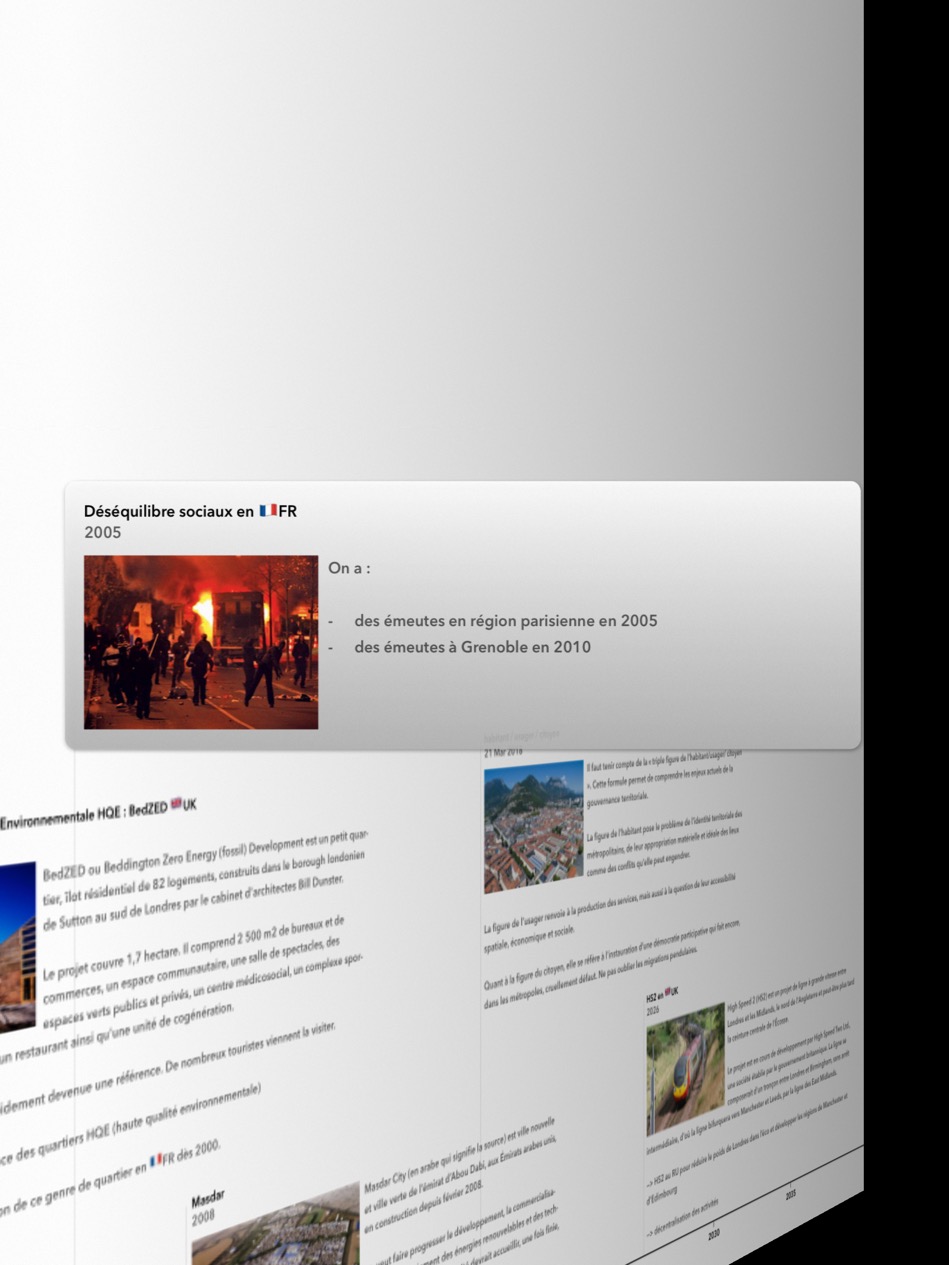 Déséquilibre sociaux en 🇫🇷FR
2005
On a :
- des émeutes en région parisienne en 2005
- des émeutes à Grenoble en 2010
21 Mar 2018
Il faut tenir compte de la « triple figure de l'habitant/usager/ citoyen
». Cette formule permet de comprendre les enjeux actuels de la
gouvernance territoriale.
La figure de l'habitant pose le problème de l'identité territoriale des
métropolitains, de leur appropriation matérielle et idéale des lieux
comme des conflits qu'elle peut engendrer.
La figure de l'usager renvoie à la production des services, mais aussi à la question de leur accessibilité
spatiale, économique et sociale.
Quant à la figure du citoyen, elle se réfère à l'instauration d'une démocratie participative qui fait encore,
dans les métropoles, cruellement défaut. Ne pas oublier les migrations pendulaires.
Environnementale HQE : BedZED 🇬🇧UK
BedZED ou Beddington Zero Energy (fossil) Development est un petit quar-
tier, îlot résidentiel de 82 logements, construits dans le borough londonien
de Sutton au sud de Londres par le cabinet d'architectes Bill Dunster.
Le projet couvre 1,7 hectare. Il comprend 2 500 m2 de bureaux et de
commerces, un espace communautaire, une salle de spectacles, des
espaces verts publics et privés, un centre médicosocial, un complexe spor-
un restaurant ainsi qu'une unité de cogénération.
idement devenue une référence. De nombreux touristes viennent la visiter.
ce des quartiers HQE (haute qualité environnementale)
on de ce genre de quartier en 🇫🇷FR dès 2000.
HS2 en 🇬🇧UK
2026
High Speed 2 (HS2) est un projet de ligne à grande vitesse entre
Londres et les Midlands, le nord de l'Angleterre et peut-être plus tard
la ceinture centrale de l'Écosse.
Le projet est en cours de développement par High Speed Two Ltd,
une société établie par le gouvernement britannique. La ligne se
composerait d'un tronçon entre Londres et Birmingham, sans arrêt
intermédiaire, d'où la ligne bifurquera vers Manchester et Leeds, par la ligne des East Midlands.
--> HS2 au RU pour réduire le poids de Londres dans l'éco et développer les régions de Manchester et
d'Edimbourg
--> décentralisation des activités
Masdar
2008
Masdar City (en arabe qui signifie la source) est ville nouvelle
et ville verte de l'émirat d'Abou Dabi, aux Émirats arabes unis,
en construction depuis février 2008.
faire progresser le développement, la commercialisa-
des énergies renouvelables et des tech-
devrait accueillir, une fois finie,
2030
2035